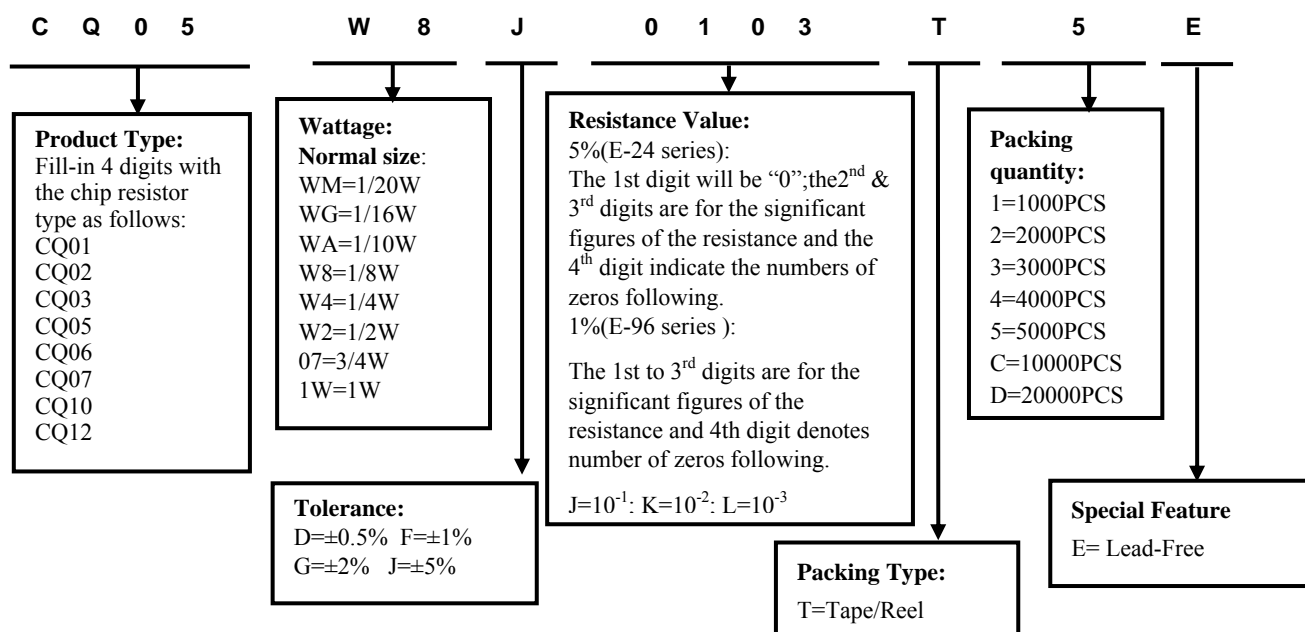 C Q 0 5 W 8 J 0 1 0 3 T 5 E
Product Type:
Fill-in 4 digits with
the chip resistor
type as follows:
CQ01
CQ02
CQ03
CQ05
CQ06
CQ07
CQ10
CQ12
Wattage:
Normal size:
WM=1/20W
WG=1/16W
WA=1/10W
W8=1/8W
W4=1/4W
W2=1/2W
07=3/4W
1W=1W
Tolerance:
D=±0.5% F=±1%
G=±2% J=±5%
Resistance Value:
5%(E-24 series):
The 1st digit will be “0”;the2nd &
3rd digits are for the significant
figures of the resistance and the
4th digit indicate the numbers of
zeros following.
1%(E-96 series ):
The 1st to 3rd digits are for the
significant figures of the
resistance and 4th digit denotes
number of zeros following.
J=10-1: K=10-2: L=10-3
Packing Type:
T=Tape/Reel
Packing
quantity:
1=1000PCS
2=2000PCS
3=3000PCS
4=4000PCS
5=5000PCS
C=10000PCS
D=20000PCS
Special Feature
E= Lead-Free